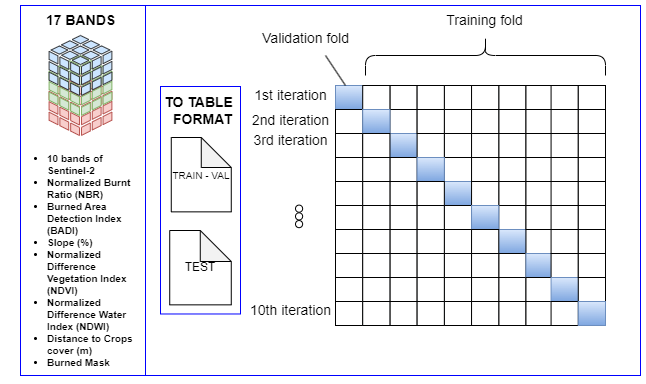 17 BANDS
10 bands of
Sentinel-2
Normalized Burnt
Ratio (NBR)
Burned Area
Detection Index
(BADI)
Slope (%)
Normalized
Difference
Vegetation Index
(NDVI)
Normalized
Difference Water
Index (NDWI)
Distance to Crops
cover (m)
Burned Mask
TO TABLE
FORMAT
TRAIN - VAL
TEST
Training fold
Validation fold
1st iteration
2nd iteration
3rd iteration
10th iteration